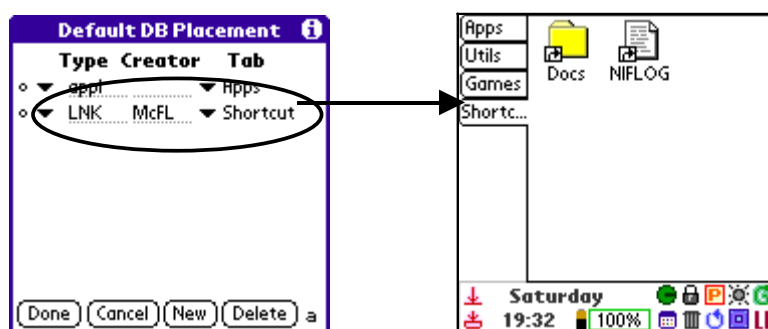 Default DB Placement i
Type Creator Tab
appl Apps
LNK McFL Shortcut
Done Cancel New Delete a
Apps
Utils
Games
Shortc...
Docs NIFLOG
Saturday P G
19:32 100%